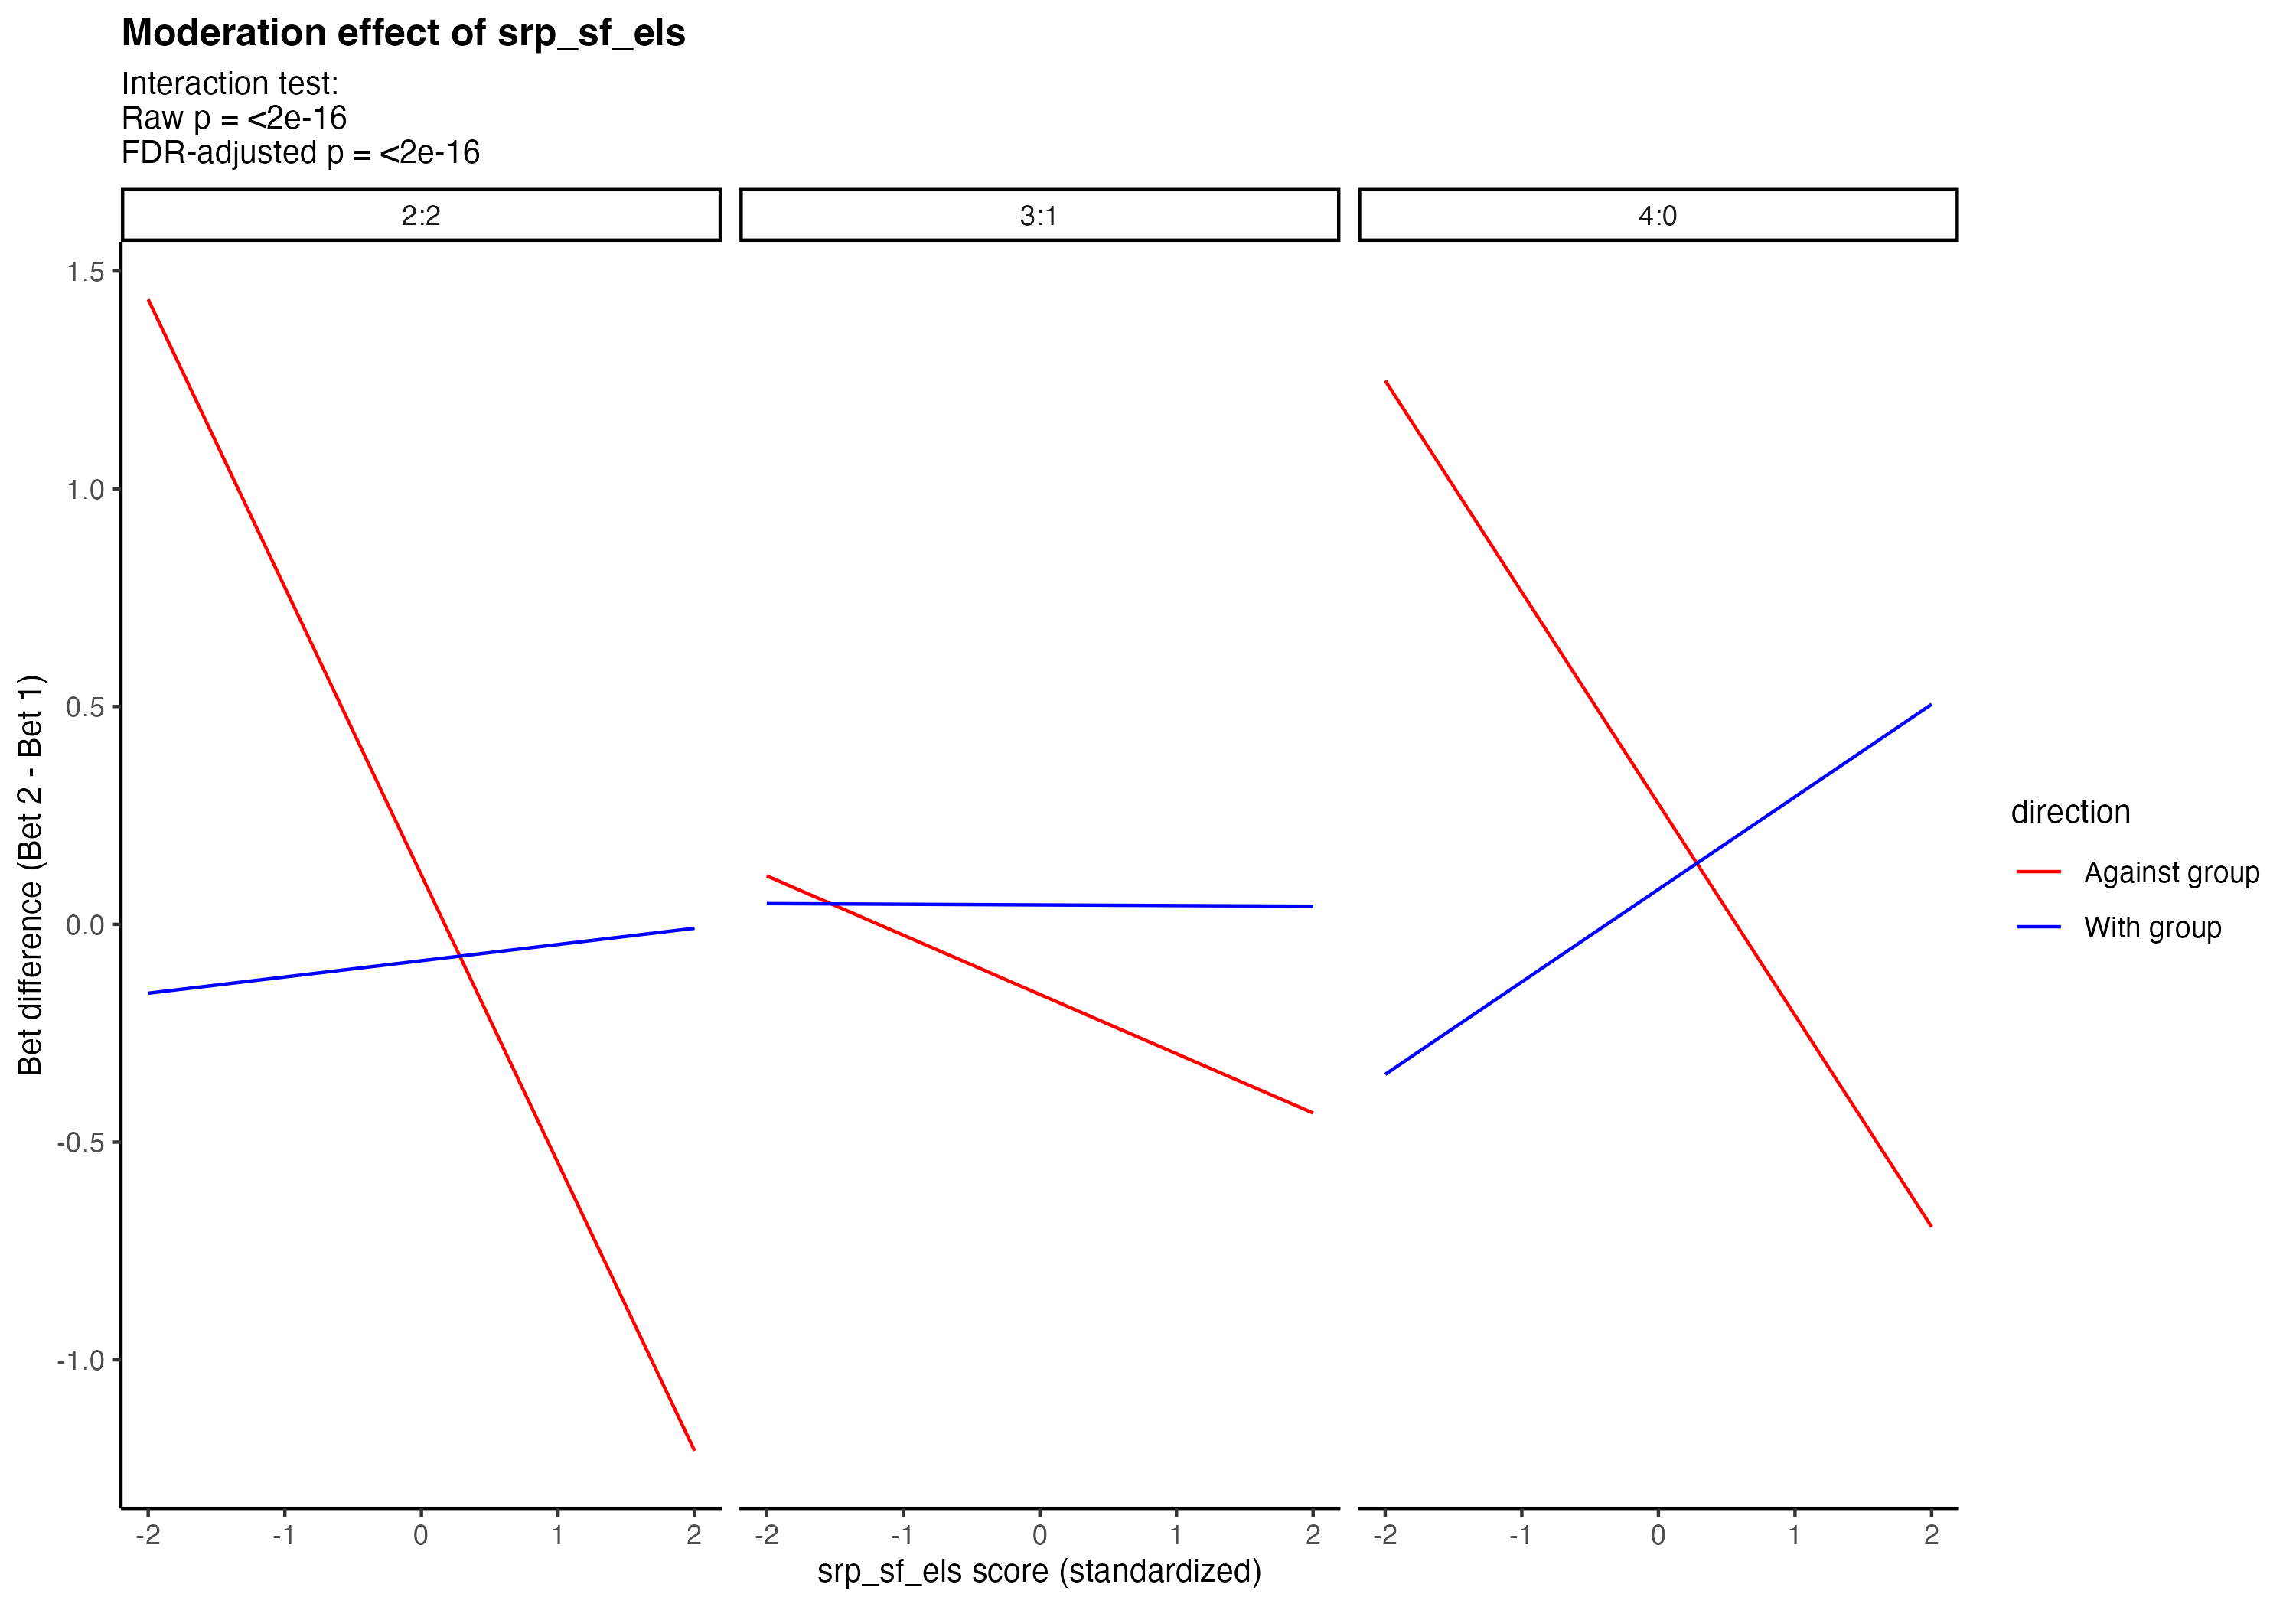 Moderation effect of srp_sf_els
Interaction test:
Raw p = <2e-16
FDR-adjusted p = <2e-16
2:2
3:1
4:0
1.5
1.0
0.5
0.0
-0.5
-1.0
Bet difference (Bet 2 - Bet 1)
-2 -1 0 1 2
-2 -1 0 1 2
-2 -1 0 1 2
srp_sf_els score (standardized)
direction
Against group
With group